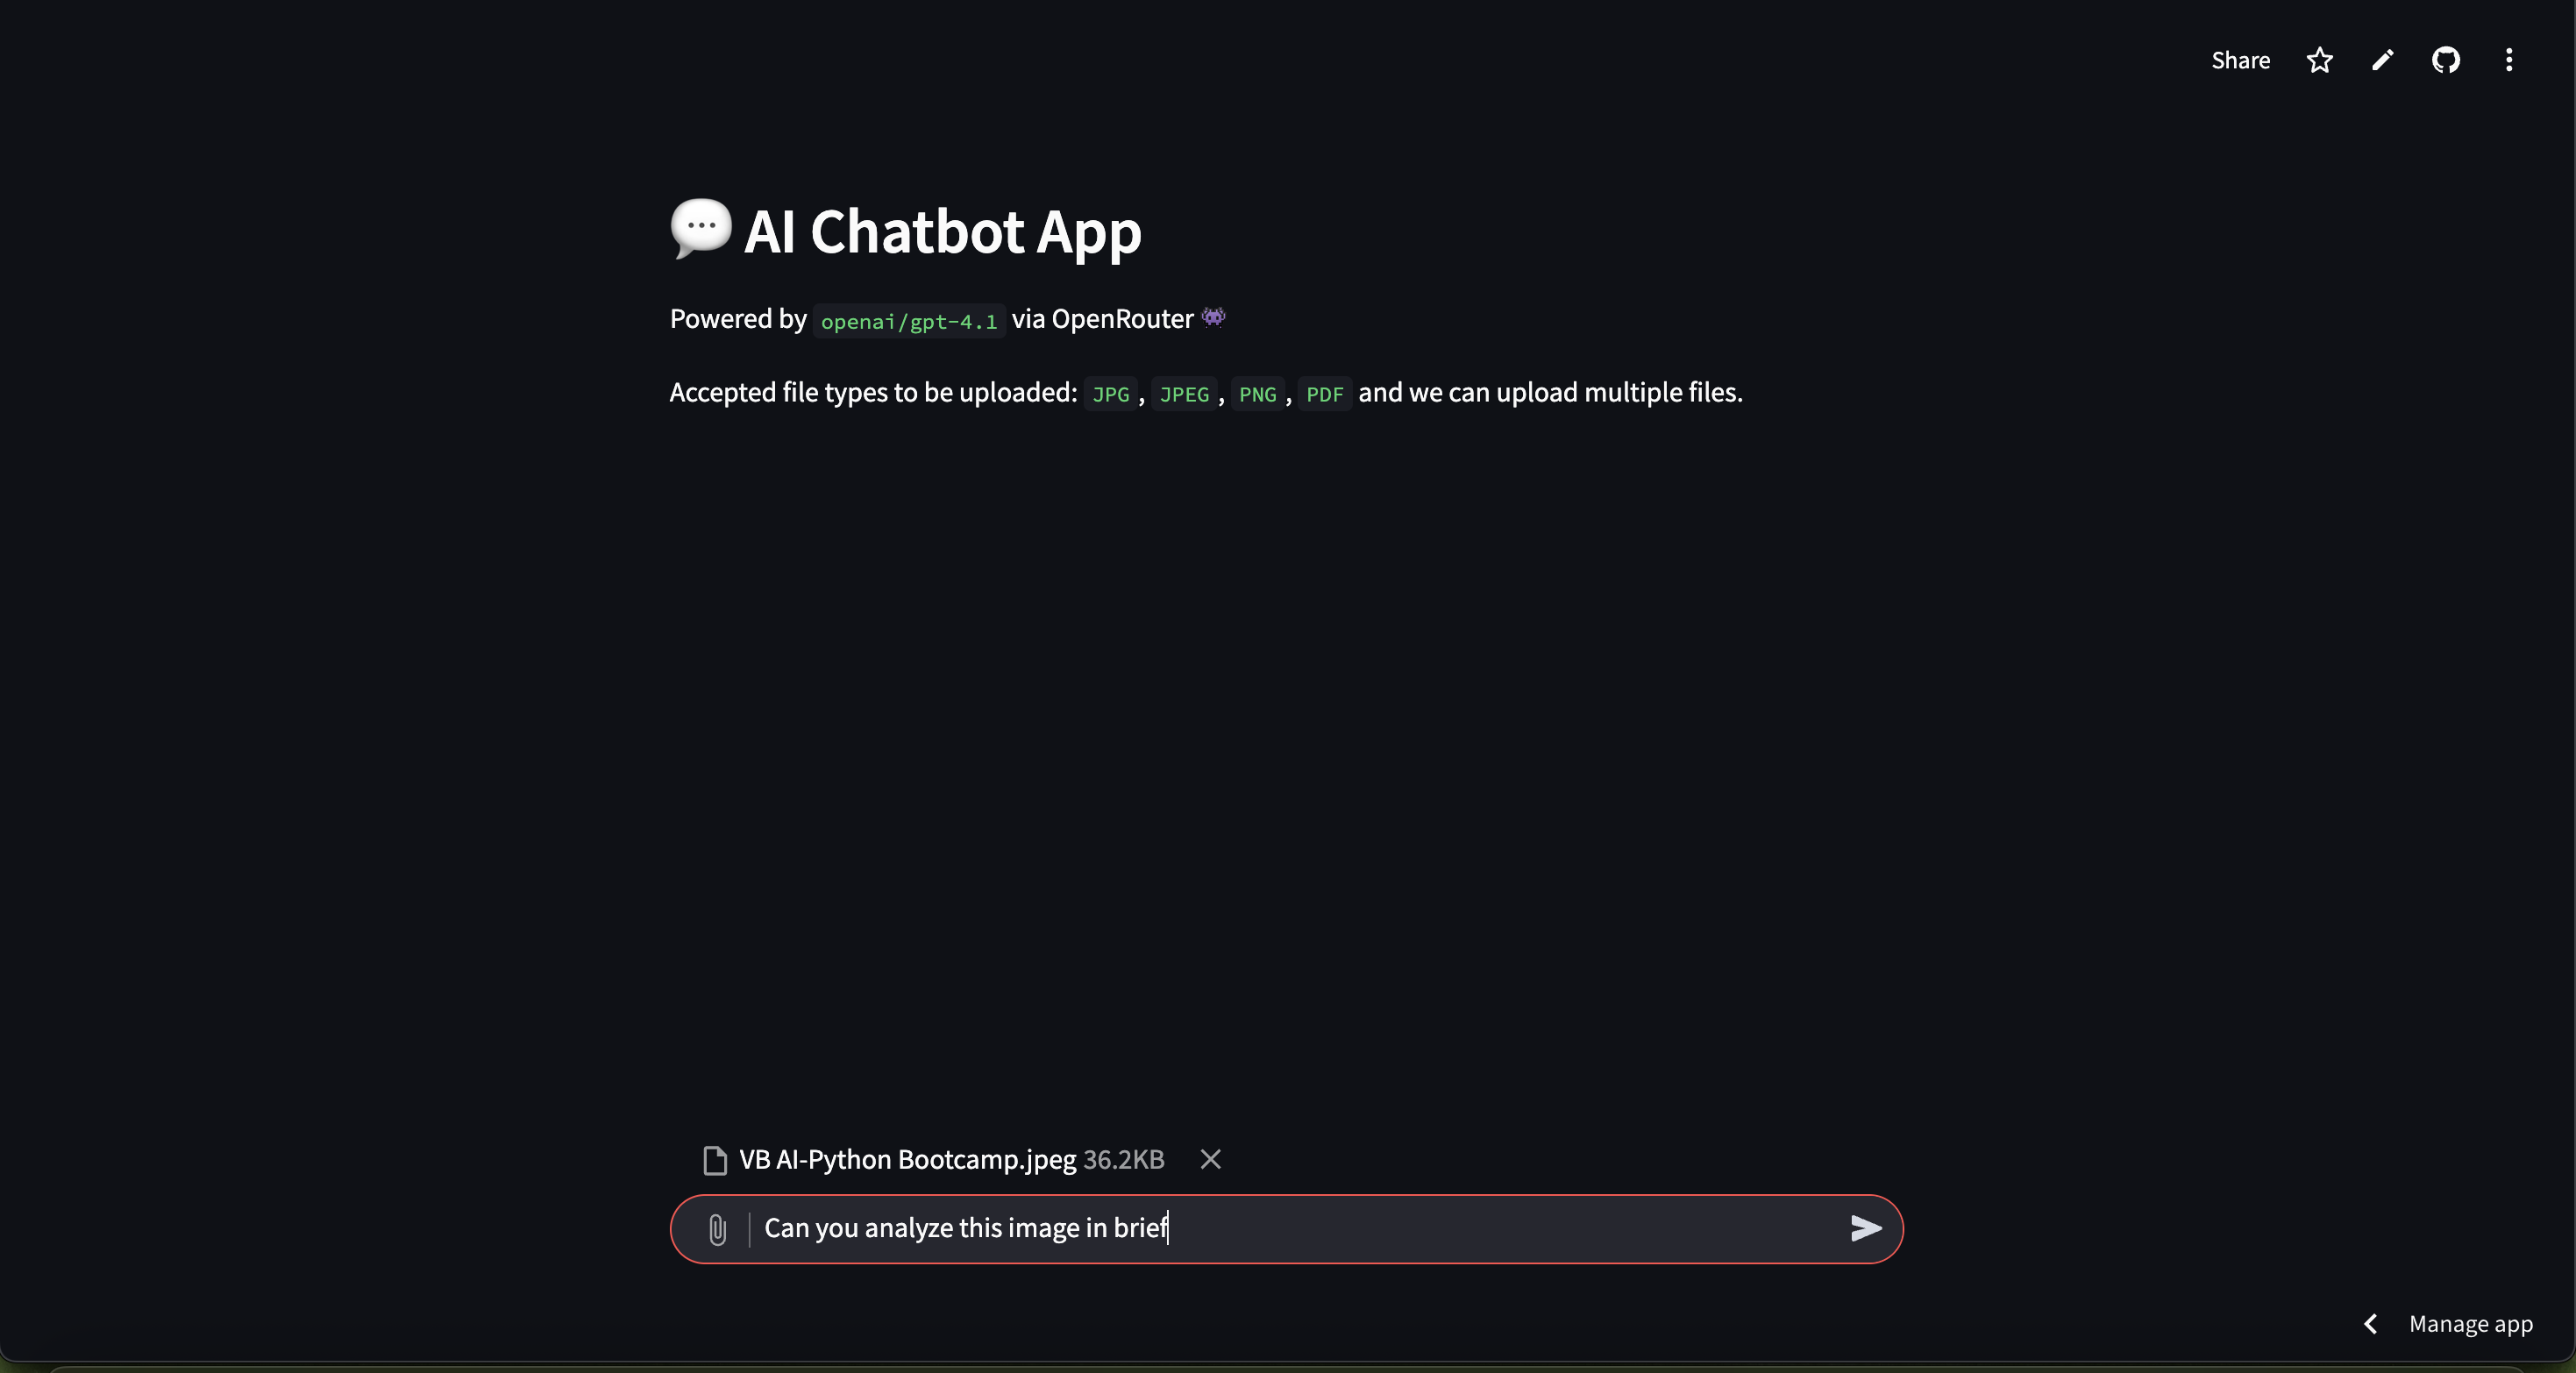 Share
💬 AI Chatbot App
Powered by openai/gpt-4.1 via OpenRouter 👾
Accepted file types to be uploaded: JPG, JPEG, PNG, PDF and we can upload multiple files.
VB AI-Python Bootcamp.jpeg 36.2KB
Can you analyze this image in brief
Manage app